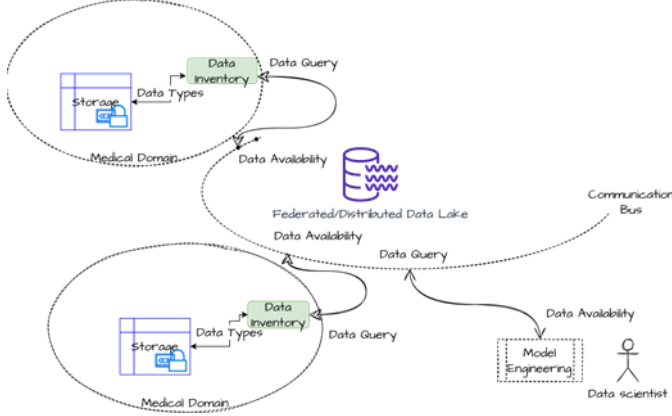 Data Query
Data
Inventory
Data Types
Storage
Medical Domain
Data Availability
Communication
Bus
Federated/Distributed Data Lake
Data Availability
Data Query
Data
Inventory
Data Availability
Data Types
Data Query
Storage
Model
Engineering
Data scientist
Medical Domain